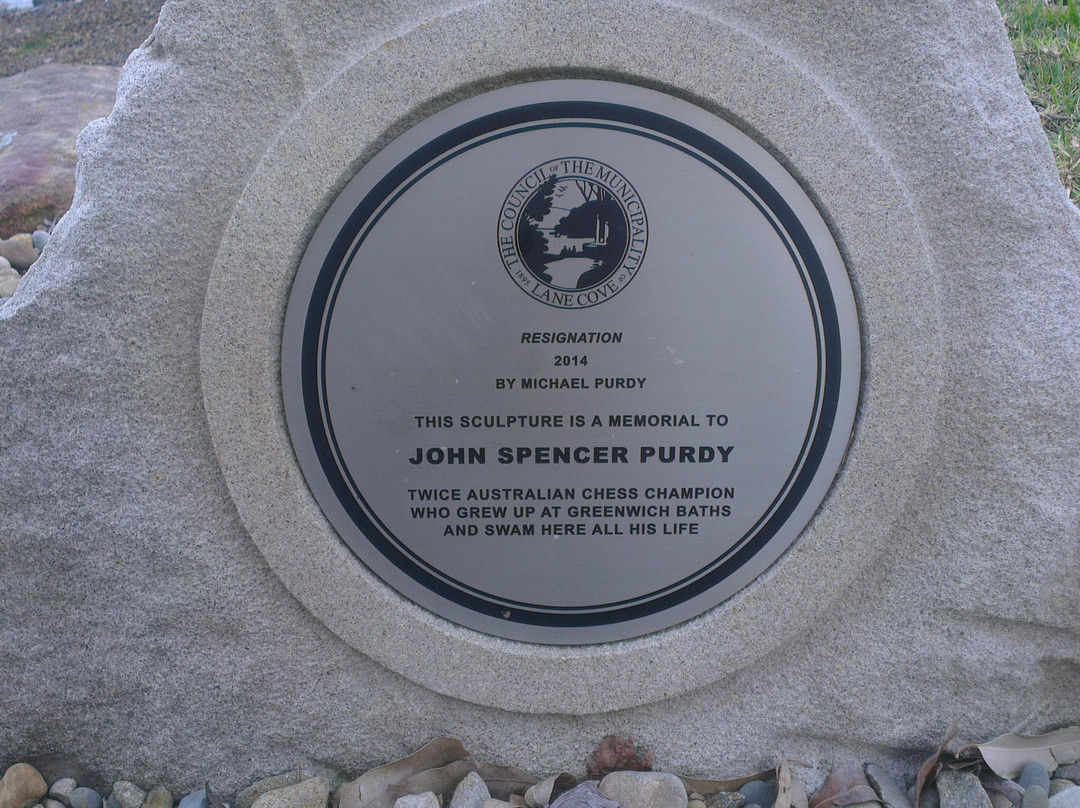 THE COUNCIL OF THE MUNICIPALITY
OF
LANE COVE
1895
RESIGNATION
2014
BY MICHAEL PURDY
THIS SCULPTURE IS A MEMORIAL TO
JOHN SPENCER PURDY
TWICE AUSTRALIAN CHESS CHAMPION
WHO GREW UP AT GREENWICH BATHS
AND SWAM HERE ALL HIS LIFE